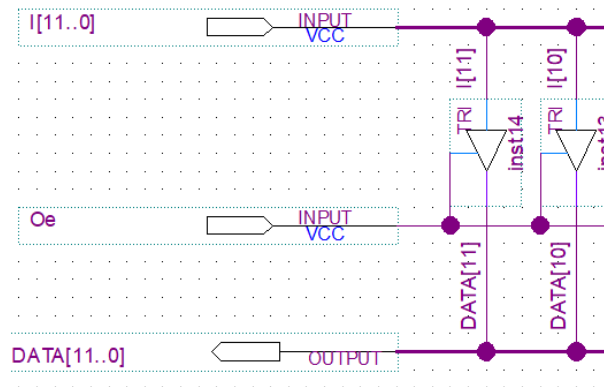 I[11..0]
INPUT
VCC
I[11]
I[10]
TRI
inst14
TRI
Oe
INPUT
VCC
DATA[11]
DATA[10]
DATA[11..0]
OUTPUT